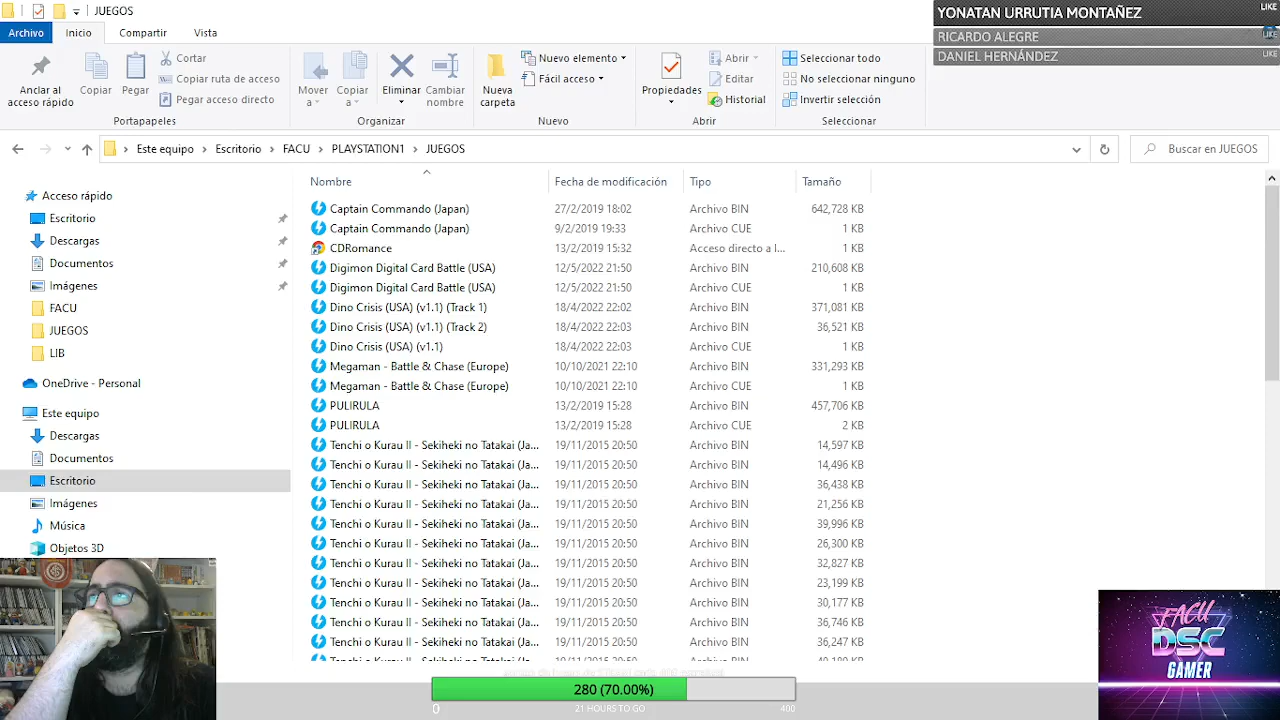 JUEGOS
Archivo
Inicio
Compartir
Vista
Anclar al
acceso rápido
Copiar
Pegar
Cortar
Copiar ruta de acceso
Pegar acceso directo
Portapapeles
Mover
a
Copiar
a
Eliminar
Cambiar
nombre
Organizar
Nueva
carpeta
Nuevo elemento
Fácil acceso
Nuevo
Propiedades
Abrir
Editar
Historial
Abrir
Seleccionar todo
No seleccionar ninguno
Invertir selección
Seleccionar
YONATAN URRUTIA MONTAÑEZ LIKE
RICARDO ALEGRE LIKE
DANIEL HERNÁNDEZ LIKE
Este equipo > Escritorio > FACU > PLAYSTATION1 > JUEGOS
Buscar en JUEGOS
Acceso rápido
Escritorio
Descargas
Documentos
Imágenes
FACU
JUEGOS
LIB
OneDrive - Personal
Este equipo
Descargas
Documentos
Escritorio
Imágenes
Música
Objetos 3D
Nombre Fecha de modificación Tipo Tamaño
Captain Commando (Japan) 27/2/2019 18:02 Archivo BIN 642,728 KB
Captain Commando (Japan) 9/2/2019 19:33 Archivo CUE 1 KB
CDRomance 13/2/2019 15:32 Acceso directo a I... 1 KB
Digimon Digital Card Battle (USA) 12/5/2022 21:50 Archivo BIN 210,608 KB
Digimon Digital Card Battle (USA) 12/5/2022 21:50 Archivo CUE 1 KB
Dino Crisis (USA) (v1.1) (Track 1) 18/4/2022 22:02 Archivo BIN 371,081 KB
Dino Crisis (USA) (v1.1) (Track 2) 18/4/2022 22:03 Archivo BIN 36,521 KB
Dino Crisis (USA) (v1.1) 18/4/2022 22:03 Archivo CUE 1 KB
Megaman - Battle & Chase (Europe) 10/10/2021 22:10 Archivo BIN 331,293 KB
Megaman - Battle & Chase (Europe) 10/10/2021 22:10 Archivo CUE 1 KB
PULIRULA 13/2/2019 15:28 Archivo BIN 457,706 KB
PULIRULA 13/2/2019 15:28 Archivo CUE 2 KB
Tenchi o Kurau II - Sekiheki no Tatakai (Ja... 19/11/2015 20:50 Archivo BIN 14,597 KB
Tenchi o Kurau II - Sekiheki no Tatakai (Ja... 19/11/2015 20:50 Archivo BIN 14,496 KB
Tenchi o Kurau II - Sekiheki no Tatakai (Ja... 19/11/2015 20:50 Archivo BIN 36,438 KB
Tenchi o Kurau II - Sekiheki no Tatakai (Ja... 19/11/2015 20:50 Archivo BIN 21,256 KB
Tenchi o Kurau II - Sekiheki no Tatakai (Ja... 19/11/2015 20:50 Archivo BIN 39,996 KB
Tenchi o Kurau II - Sekiheki no Tatakai (Ja... 19/11/2015 20:50 Archivo BIN 26,300 KB
Tenchi o Kurau II - Sekiheki no Tatakai (Ja... 19/11/2015 20:50 Archivo BIN 32,827 KB
Tenchi o Kurau II - Sekiheki no Tatakai (Ja... 19/11/2015 20:50 Archivo BIN 23,199 KB
Tenchi o Kurau II - Sekiheki no Tatakai (Ja... 19/11/2015 20:50 Archivo BIN 30,177 KB
Tenchi o Kurau II - Sekiheki no Tatakai (Ja... 19/11/2015 20:50 Archivo BIN 36,746 KB
Tenchi o Kurau II - Sekiheki no Tatakai (Ja... 19/11/2015 20:50 Archivo BIN 36,247 KB
280 (70.00%)
0 21 HOURS TO GO 400
FACU
DSC
GAMER